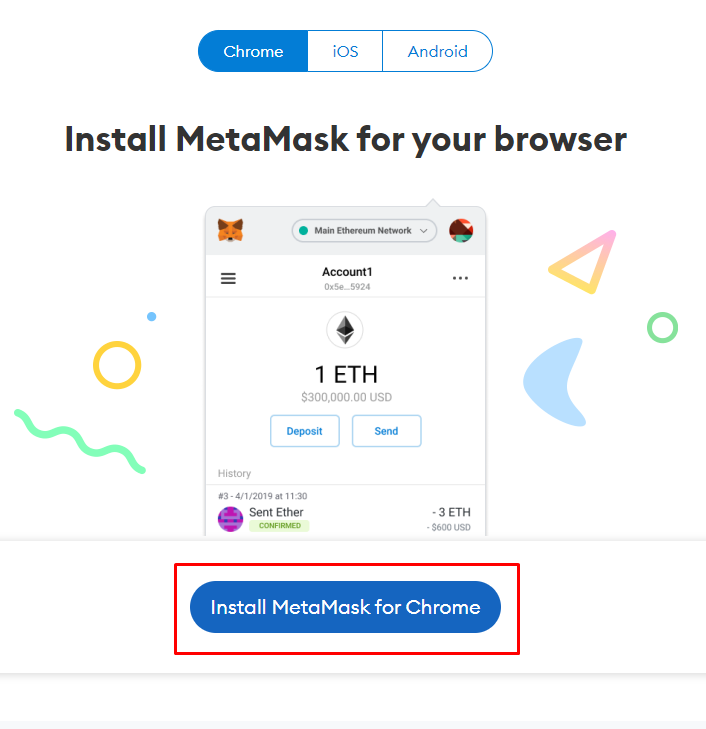 Chrome
iOS
Android
Install MetaMask for your browser
Main Ethereum Network
Account1
0x5e...5924
1 ETH
$300,000.00 USD
Deposit
Send
History
#3 - 4/1/2019 at 11:30
Sent Ether
- 3 ETH
CONFIRMED
- $600 USD
Install MetaMask for Chrome